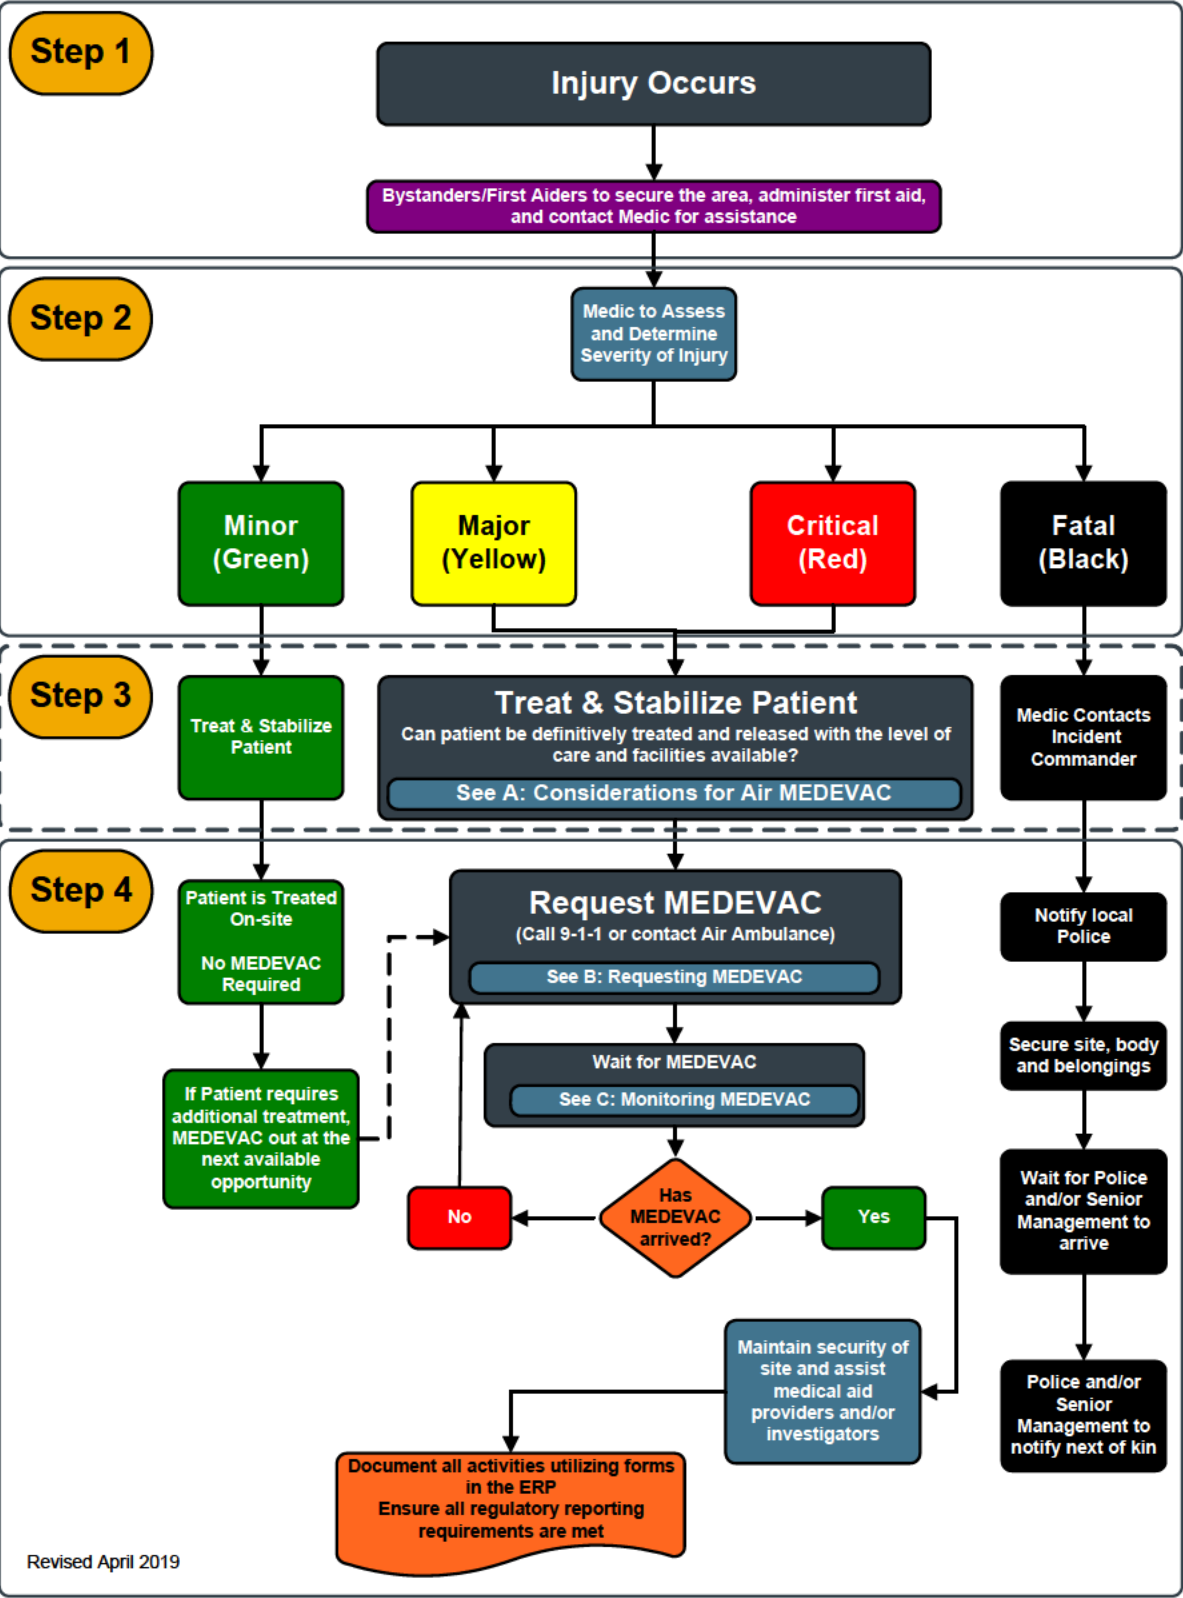 Step 1
Injury Occurs
Bystanders/First Aiders to secure the area, administer first aid,
and contact Medic for assistance
Step 2
Medic to Assess
and Determine
Severity of Injury
Minor
(Green)
Major
(Yellow)
Critical
(Red)
Fatal
(Black)
Step 3
Treat & Stabilize
Patient
Treat & Stabilize Patient
Can patient be definitively treated and released with the level of
care and facilities available?
See A: Considerations for Air MEDEVAC
Medic Contacts
Incident
Commander
Step 4
Patient is Treated
On-site
No MEDEVAC
Required
If Patient requires
additional treatment,
MEDEVAC out at the
next available
opportunity
Request MEDEVAC
(Call 9-1-1 or contact Air Ambulance)
See B: Requesting MEDEVAC
Wait for MEDEVAC
See C: Monitoring MEDEVAC
Has
MEDEVAC
arrived?
No
Yes
Maintain security of
site and assist
medical aid
providers and/or
investigators
Document all activities utilizing forms
in the ERP
Ensure all regulatory reporting
requirements are met
Notify local
Police
Secure site, body
and belongings
Wait for Police
and/or Senior
Management to
arrive
Police and/or
Senior
Management to
notify next of kin
Revised April 2019